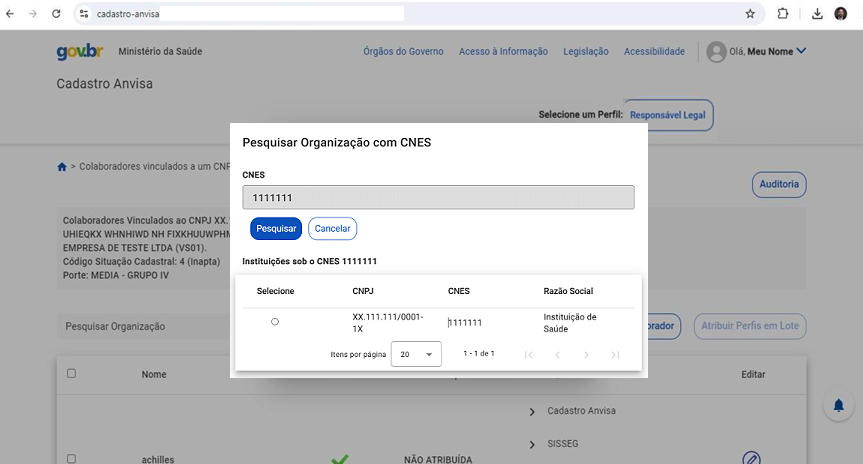 cadastro-anvisa
gov.br Ministério da Saúde
Órgãos do Governo Acesso à Informação Legislação Acessibilidade Olá, Meu Nome
Cadastro Anvisa
Selecione um Perfil: Responsável Legal
> Colaboradores vinculados a um CNP
Auditoria
Colaboradores Vinculados ao CNPJ XX.
UHIEQKX WHNHIWD NH FIXKHUUWPHM
EMPRESA DE TESTE LTDA (VS01).
Código Situação Cadastral: 4 (Inapta)
Porte: MEDIA - GRUPO IV
Pesquisar Organização com CNES
CNES
1111111
Pesquisar Cancelar
Instituições sob o CNES 1111111
Selecione CNPJ CNES Razão Social
XX.111.111/0001-
1X
1111111
Instituição de
Saúde
Itens por página 20 1 - 1 de 1
Pesquisar Organização
orador Atribuir Perfis em Lote
Nome Editar
Cadastro Anvisa
SISSEG
achilles NÃO ATRIBUÍDA